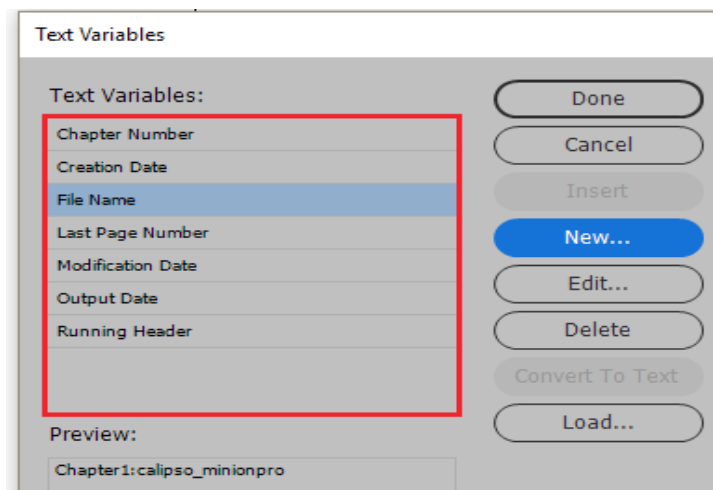 Text Variables
Text Variables:
Chapter Number
Creation Date
File Name
Last Page Number
Modification Date
Output Date
Running Header
Preview:
Chapter1:calipso_minionpro
Done
Cancel
Insert
New...
Edit...
Delete
Convert To Text
Load...